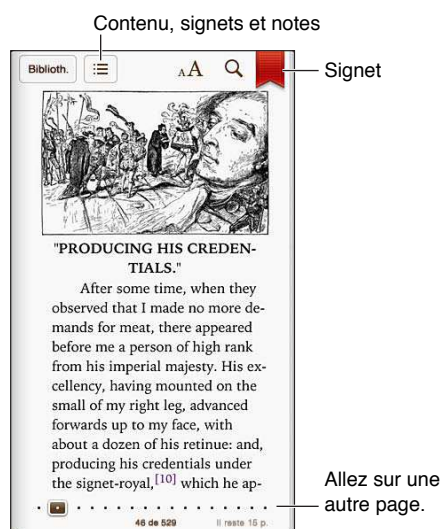 Contenu, signets et notes
Biblioth.
AA
Signet
"PRODUCING HIS CREDEN-
TIALS."
After some time, when they
observed that I made no more de-
mands for meat, there appeared
before me a person of high rank
from his imperial majesty. His ex-
cellency, having mounted on the
small of my right leg, advanced
forwards up to my face, with
about a dozen of his retinue: and,
producing his credentials under
the signet-royal,[10] which he ap-
Allez sur une
autre page.
46 de 529
Il reste 15 p.